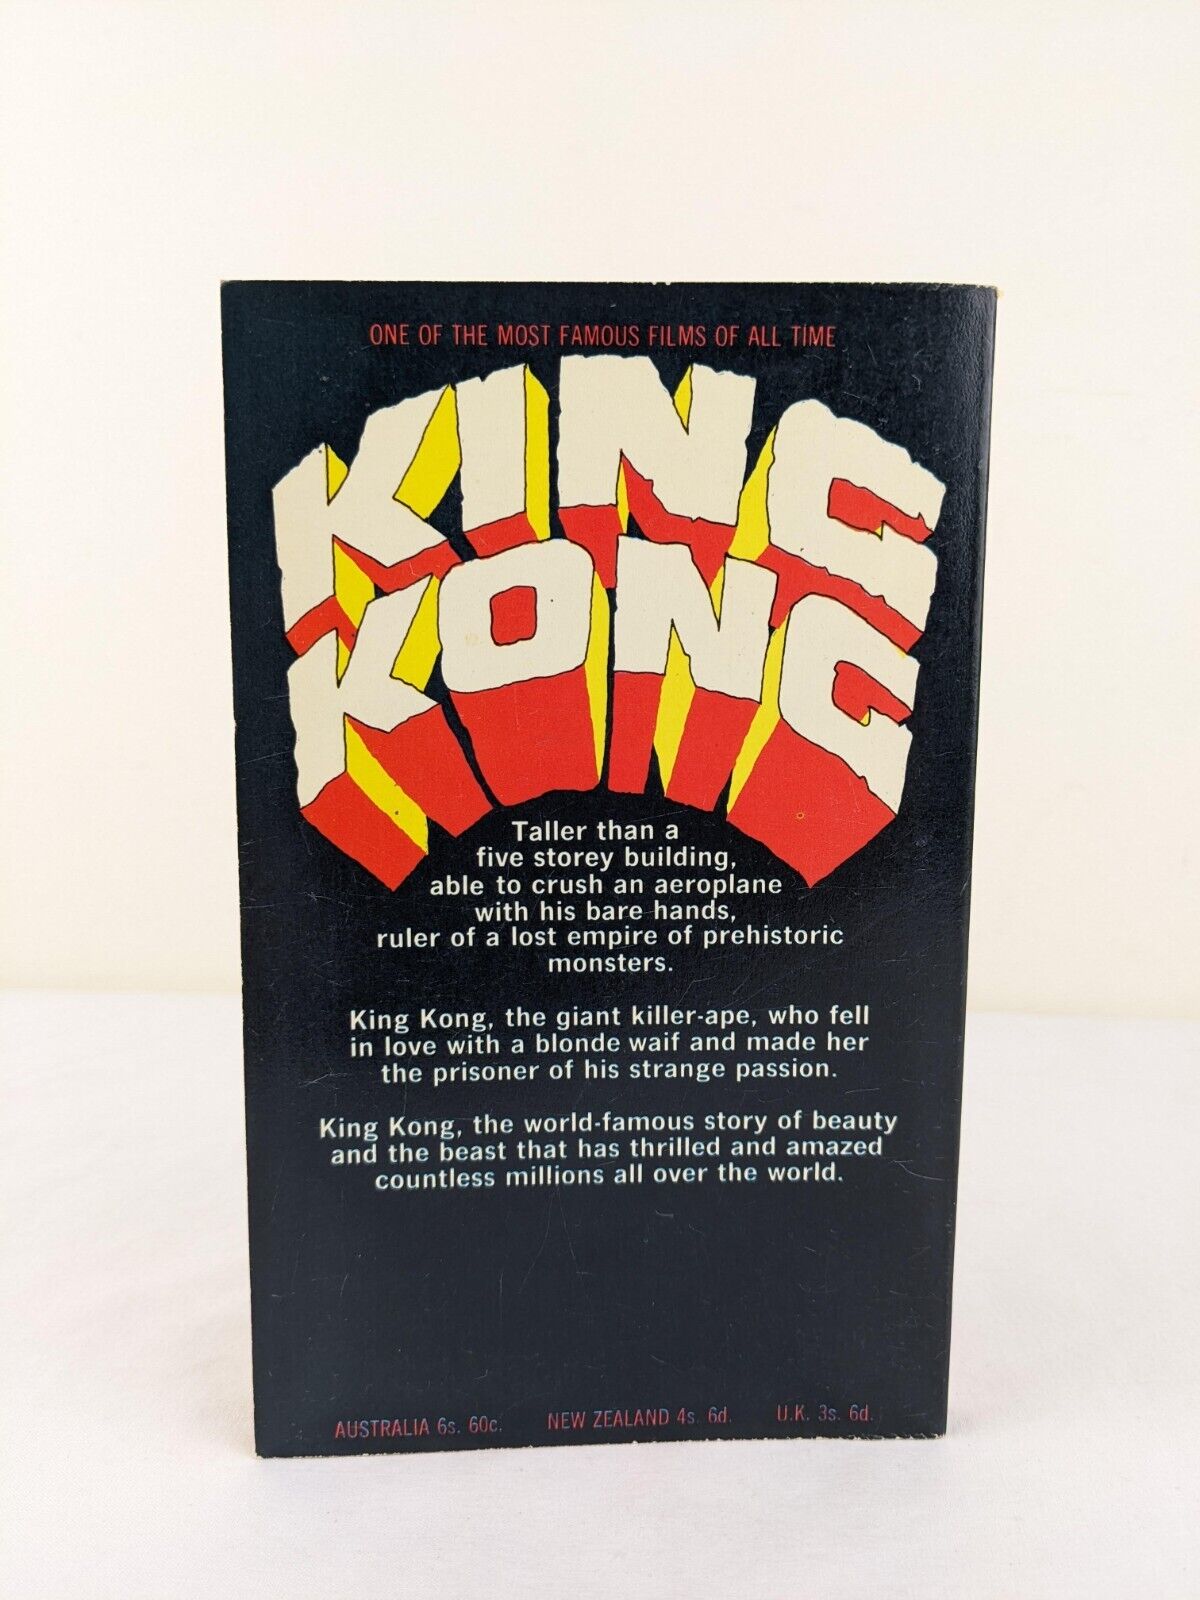 ONE OF THE MOST FAMOUS FILMS OF ALL TIME
KING
KONG
Taller than a
five storey building,
able to crush an aeroplane
with his bare hands,
ruler of a lost empire of prehistoric
monsters.
King Kong, the giant killer-ape, who fell
in love with a blonde waif and made her
the prisoner of his strange passion.
King Kong, the world-famous story of beauty
and the beast that has thrilled and amazed
countless millions all over the world.
AUSTRALIA 6s. 60c. NEW ZEALAND 4s. 6d. U.K. 3s. 6d.